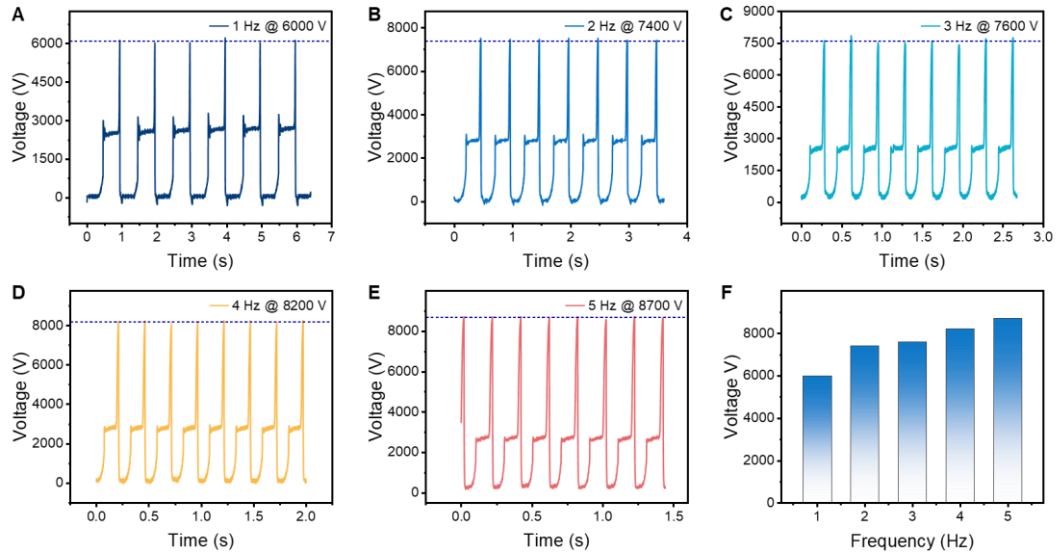 A
1 Hz @ 6000 V
6000
4500
3000
1500
0
Voltage (V)
0 1 2 3 4 5 6 7
Time (s)
B
2 Hz @ 7400 V
8000
6000
4000
2000
0
Voltage (V)
0 1 2 3 4
Time (s)
C
3 Hz @ 7600 V
9000
7500
6000
4500
3000
1500
0
Voltage (V)
0.0 0.5 1.0 1.5 2.0 2.5 3.0
Time (s)
D
4 Hz @ 8200 V
8000
6000
4000
2000
0
Voltage (V)
0.0 0.5 1.0 1.5 2.0
Time (s)
E
5 Hz @ 8700 V
8000
6000
4000
2000
0
Voltage (V)
0.0 0.5 1.0 1.5
Time (s)
F
8000
6000
4000
2000
0
Voltage V)
1 2 3 4 5
Frequency (Hz)